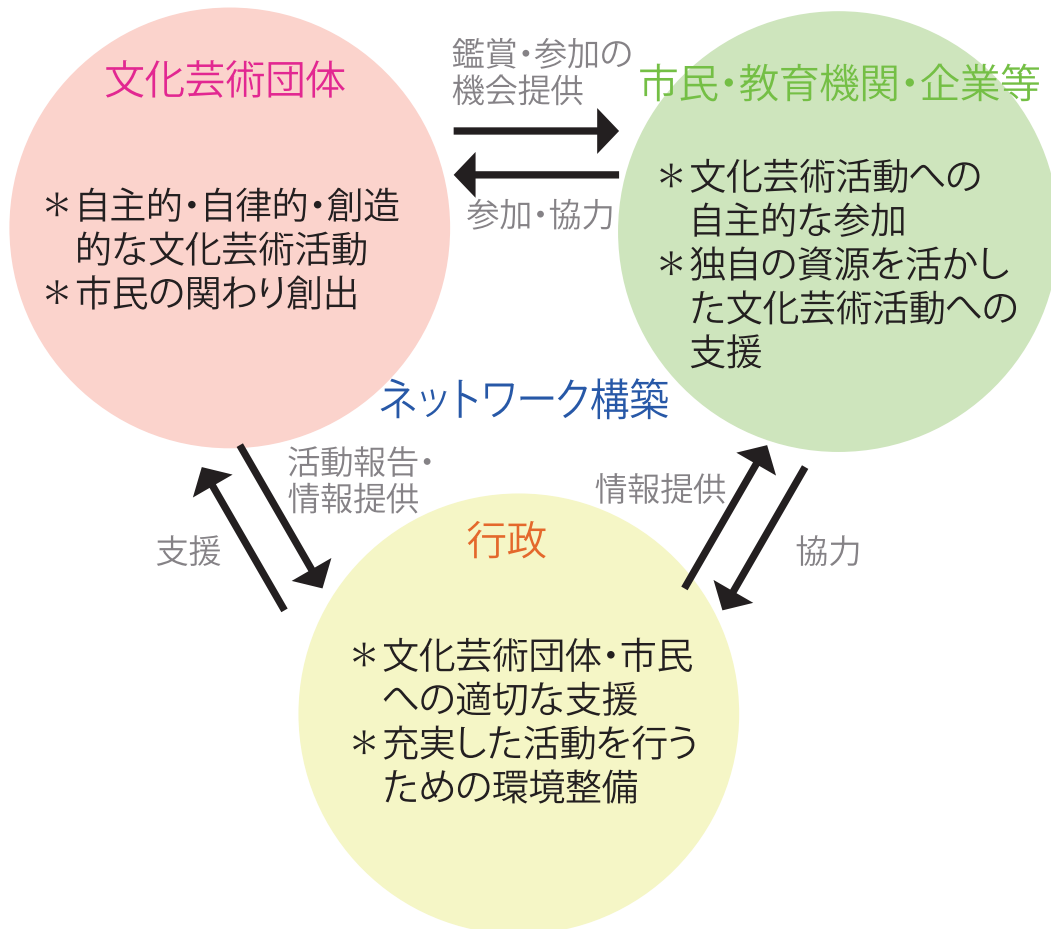 文化芸術団体
＊自主的・自律的・創造
的な文化芸術活動
＊市民の関わり創出
鑑賞・参加の
機会提供
参加・協力
市民・教育機関・企業等
＊文化芸術活動への
自主的な参加
＊独自の資源を活かし
た文化芸術活動への
支援
ネットワーク構築
活動報告・
情報提供
支援
情報提供
協力
行政
＊文化芸術団体・市民
への適切な支援
＊充実した活動を行う
ための環境整備